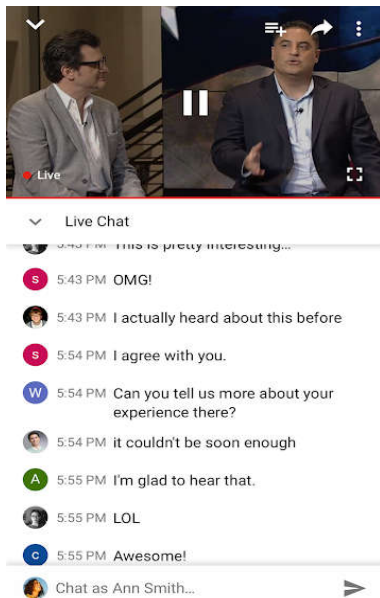 Live
Live Chat
5:43 PM This is pretty interesting...
S 5:43 PM OMG!
5:43 PM I actually heard about this before
S 5:54 PM I agree with you.
W 5:54 PM Can you tell us more about your
experience there?
5:54 PM it couldn't be soon enough
A 5:55 PM I'm glad to hear that.
5:55 PM LOL
C 5:55 PM Awesome!
Chat as Ann Smith...